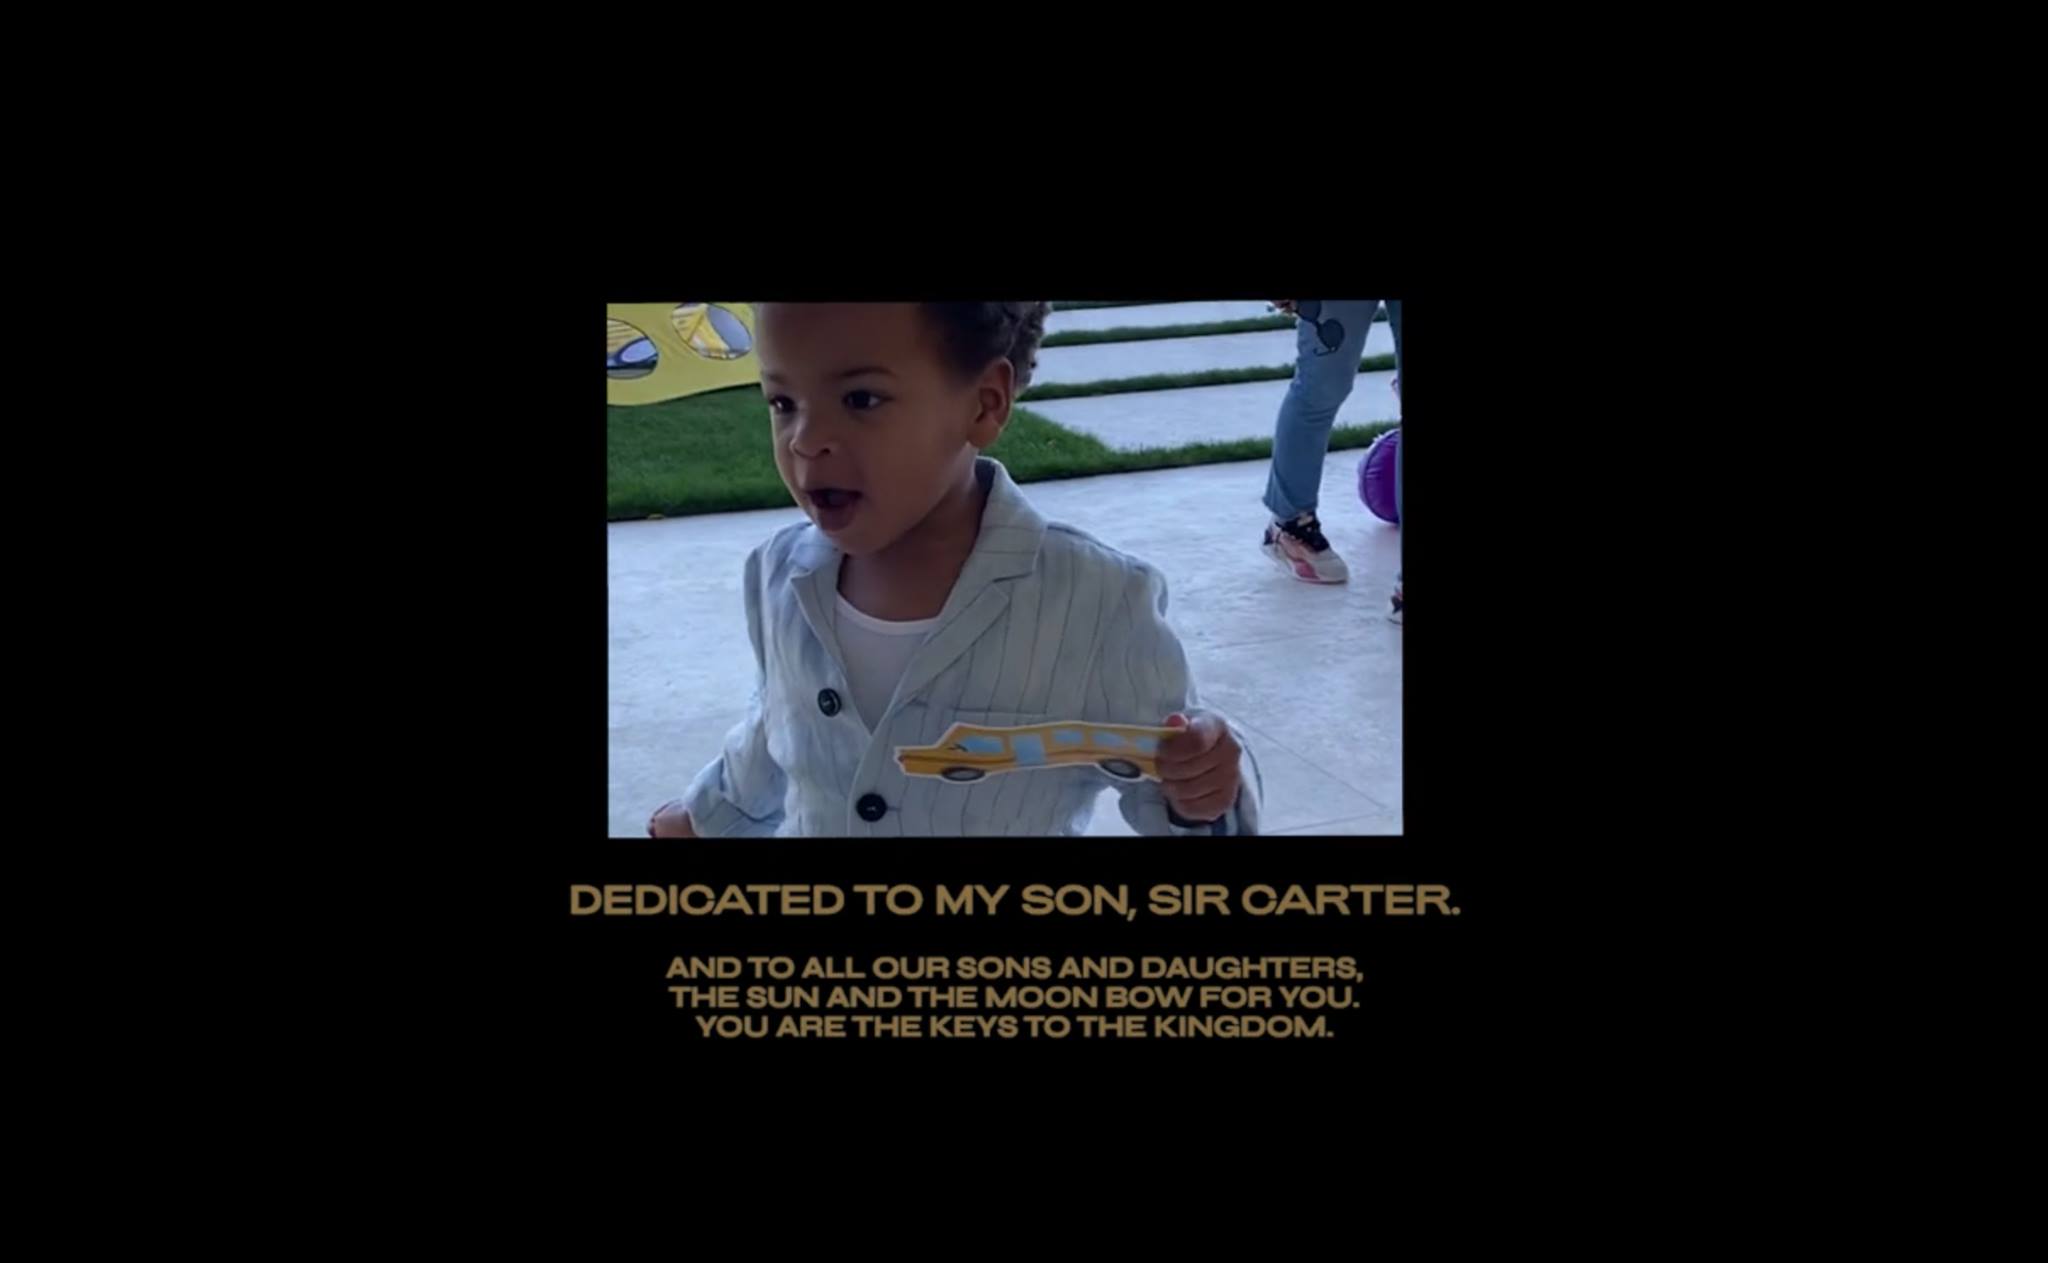 DEDICATED TO MY SON, SIR CARTER.
AND TO ALL OUR SONS AND DAUGHTERS,
THE SUN AND THE MOON BOW FOR YOU.
YOU ARE THE KEYS TO THE KINGDOM.